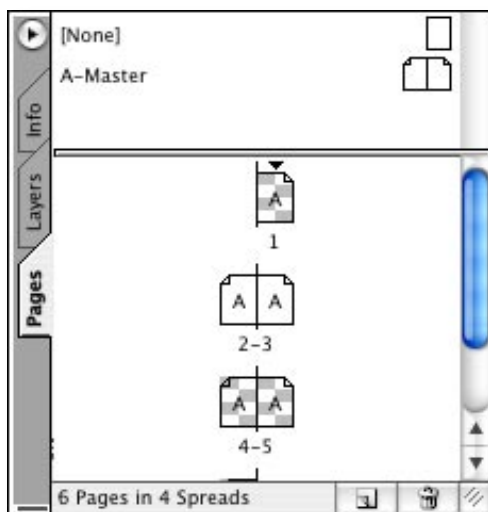 [None]
A-Master
Info
Layers
Pages
A
1
A A
2-3
A A
4-5
6 Pages in 4 Spreads